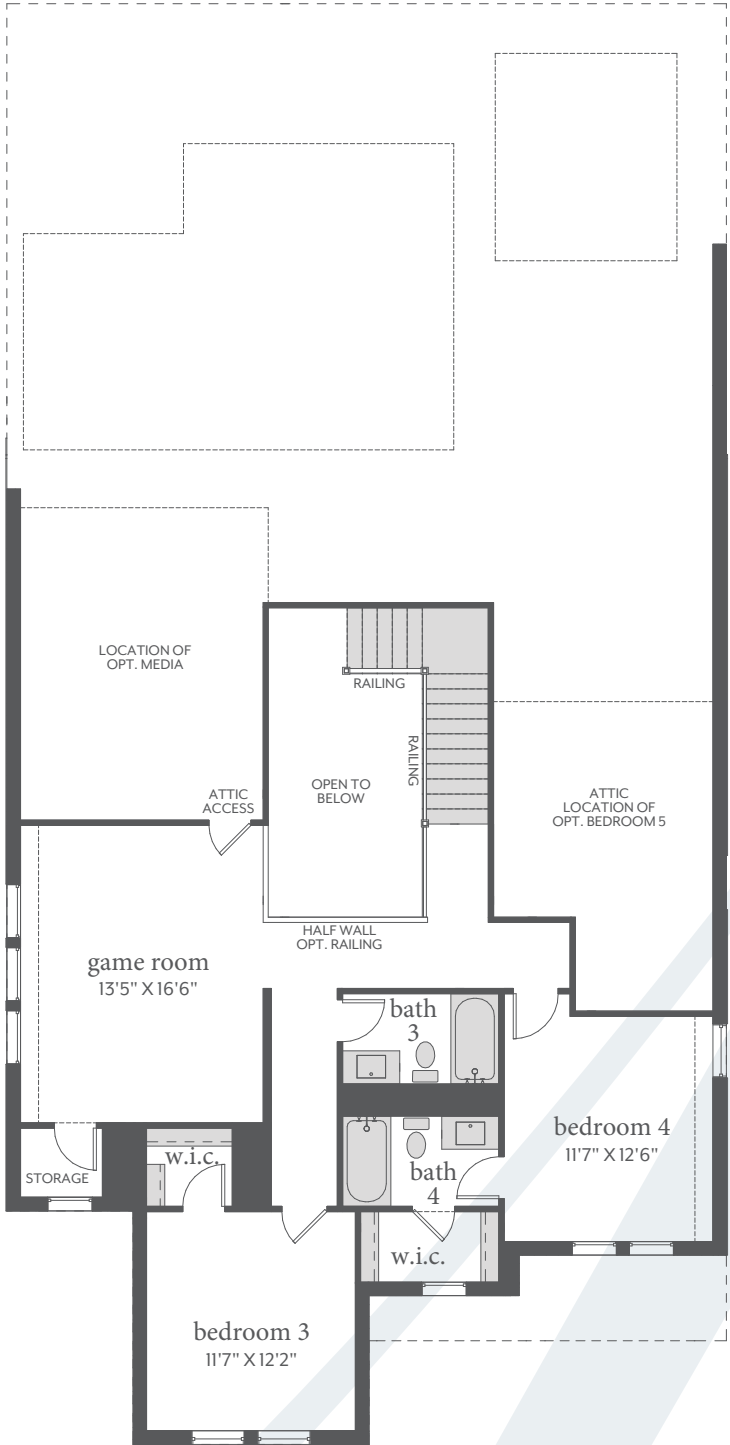 LOCATION OF
OPT. MEDIA
RAILING
RAILING
OPEN TO
BELOW
ATTIC
ACCESS
ATTIC
LOCATION OF
OPT. BEDROOM 5
HALF WALL
OPT. RAILING
game room
13'5" X 16'6"
bath
3
bedroom 4
11'7" X 12'6"
w.i.c.
STORAGE
bath
4
w.i.c.
bedroom 3
11'7" X 12'2"